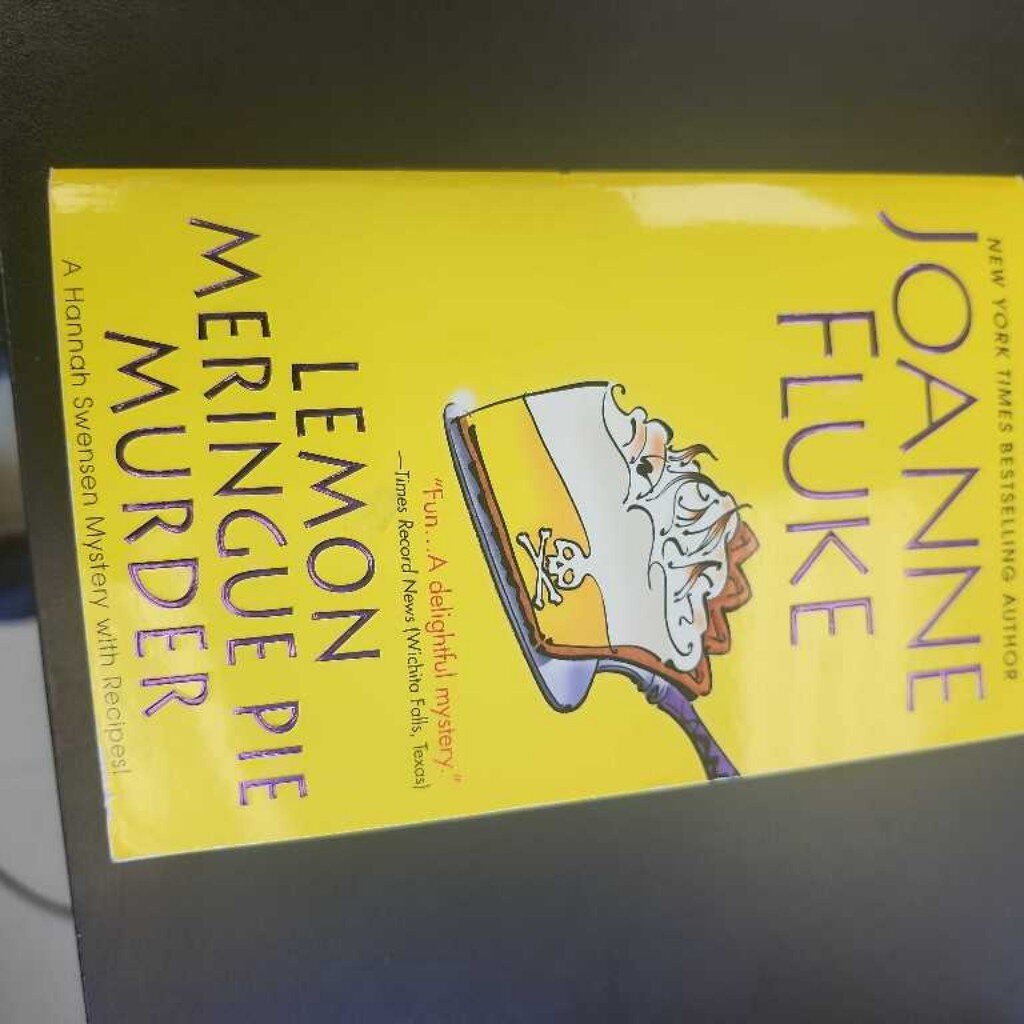 NEW YORK TIMES BESTSELLING AUTHOR
JOANNE
FLUKE
"Fun...A delightful mystery."
—Times Record News (Wichita Falls, Texas)
LEMON
MERINGUE PIE
MURDER
A Hannah Swensen Mystery with Recipes!